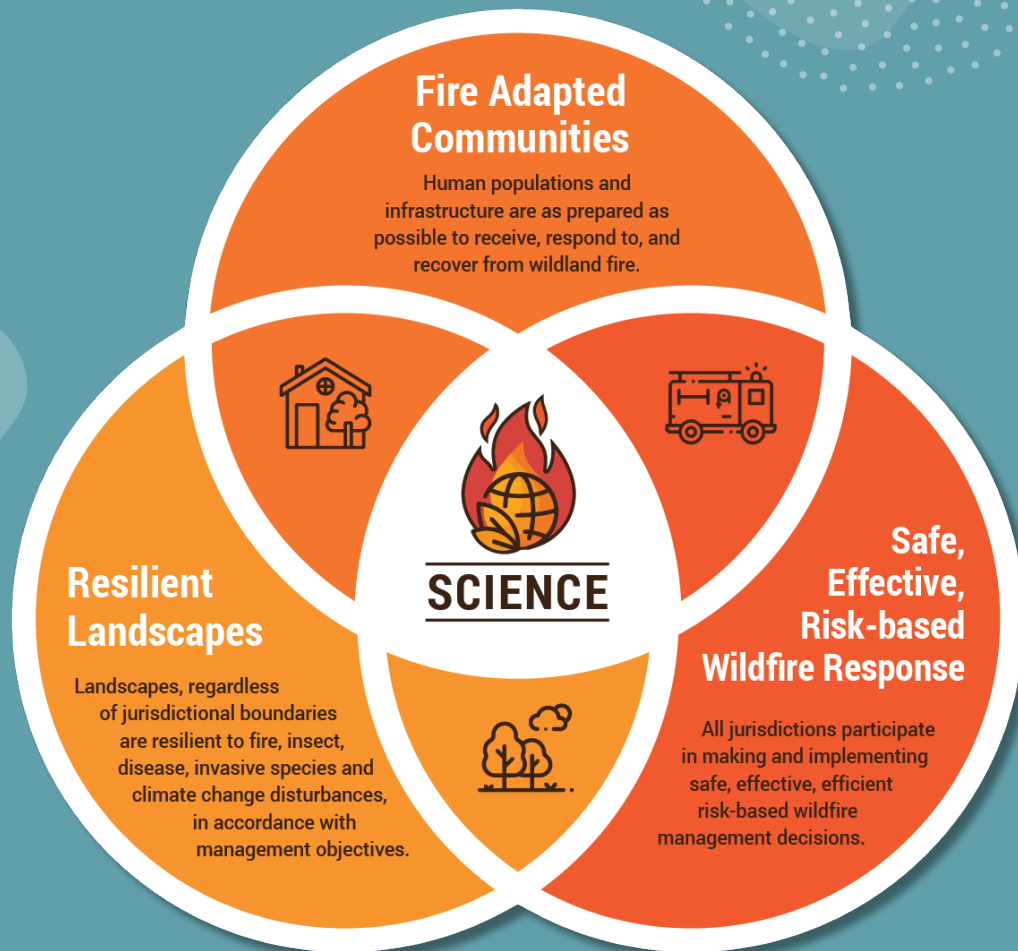 Fire Adapted
Communities
Human populations and
infrastructure are as prepared as
possible to receive, respond to, and
recover from wildland fire.
SCIENCE
Resilient
Landscapes
Landscapes, regardless
of jurisdictional boundaries
are resilient to fire, insect,
disease, invasive species and
climate change disturbances,
in accordance with
management objectives.
Safe,
Effective,
Risk-based
Wildfire Response
All jurisdictions participate
in making and implementing
safe, effective, efficient
risk-based wildfire
management decisions.